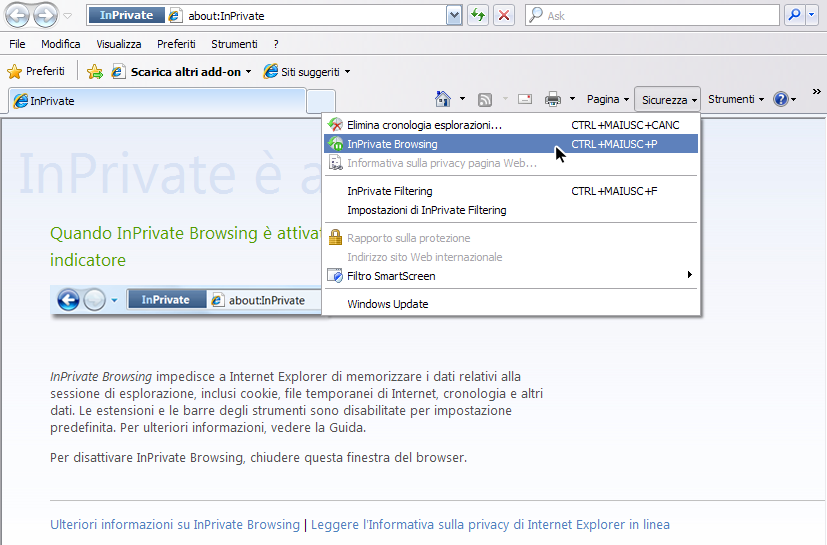 InPrivate about:InPrivate Ask
File Modifica Visualizza Preferiti Strumenti ?
Preferiti Scarica altri add-on Siti suggeriti
InPrivate Pagina Sicurezza Strumenti »
Elimina cronologia esplorazioni... CTRL+MAIUSC+CANC
InPrivate Browsing CTRL+MAIUSC+P
Informativa sulla privacy pagina Web...
InPrivate Filtering CTRL+MAIUSC+F
Impostazioni di InPrivate Filtering
Rapporto sulla protezione
Indirizzo sito Web internazionale
Filtro SmartScreen
Windows Update
InPrivate è a
Quando InPrivate Browsing è attivat
indicatore
InPrivate about:InPrivate
InPrivate Browsing impedisce a Internet Explorer di memorizzare i dati relativi alla
sessione di esplorazione, inclusi cookie, file temporanei di Internet, cronologia e altri
dati. Le estensioni e le barre degli strumenti sono disabilitate per impostazione
predefinita. Per ulteriori informazioni, vedere la Guida.
Per disattivare InPrivate Browsing, chiudere questa finestra del browser.
Ulteriori informazioni su InPrivate Browsing | Leggere l'Informativa sulla privacy di Internet Explorer in linea